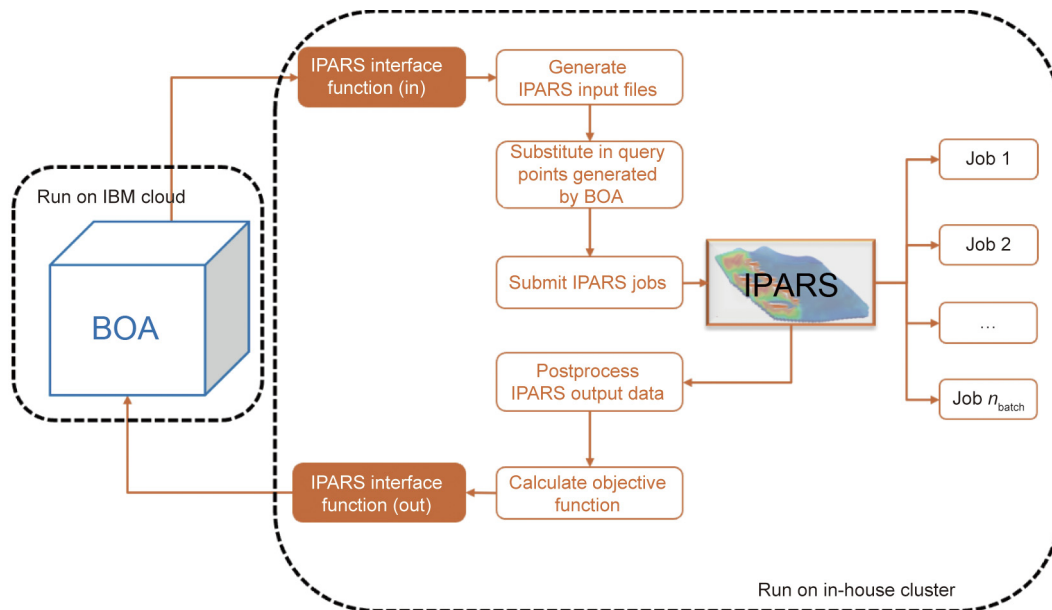 IPARS interface
function (in)
Generate
IPARS input files
Substitute in query
points generated
by BOA
Submit IPARS jobs
IPARS
Job 1
Job 2
...
Job n_batch
Postprocess
IPARS output data
Calculate objective
function
IPARS interface
function (out)
Run on IBM cloud
BOA
Run on in-house cluster